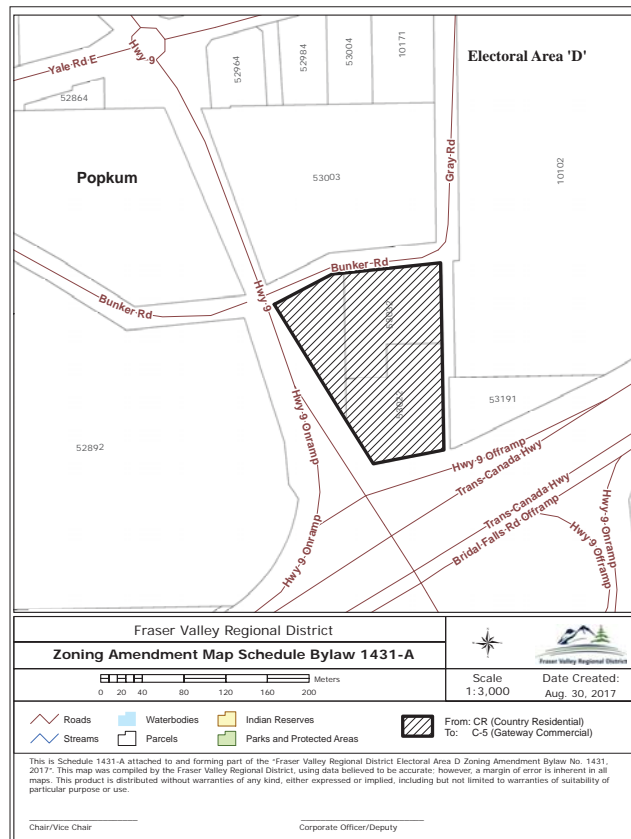 Hwy 9
Yale Rd E
52864
52964
52984
53004
10171
Electoral Area 'D'
Popkum
53003
Gray Rd
10102
Bunker Rd
Bunker Rd
Hwy 9
53032
53022
53191
52892
Hwy 9 Onramp
Hwy 9 Offramp
Trans-Canada Hwy
Trans-Canada Hwy
Bridal Falls Rd Offramp
Hwy 9 Onramp
Hwy 9 Offramp
Hwy 9 Onramp
Fraser Valley Regional District
Zoning Amendment Map Schedule Bylaw 1431-A
0 20 40 80 120 160 200 Meters
Scale
1:3,000
Fraser Valley Regional District
Date Created:
Aug. 30, 2017
Roads Waterbodies Indian Reserves
Streams Parcels Parks and Protected Areas
From: CR (Country Residential)
To: C-5 (Gateway Commercial)
This is Schedule 1431-A attached to and forming part of the "Fraser Valley Regional District Electoral Area D Zoning Amendment Bylaw No. 1431,
2017". This map was compiled by the Fraser Valley Regional District, using data believed to be accurate; however, a margin of error is inherent in all
maps. This product is distributed without warranties of any kind, either expressed or implied, including but not limited to warranties of suitability of
particular purpose or use.
Chair/Vice Chair
Corporate Officer/Deputy